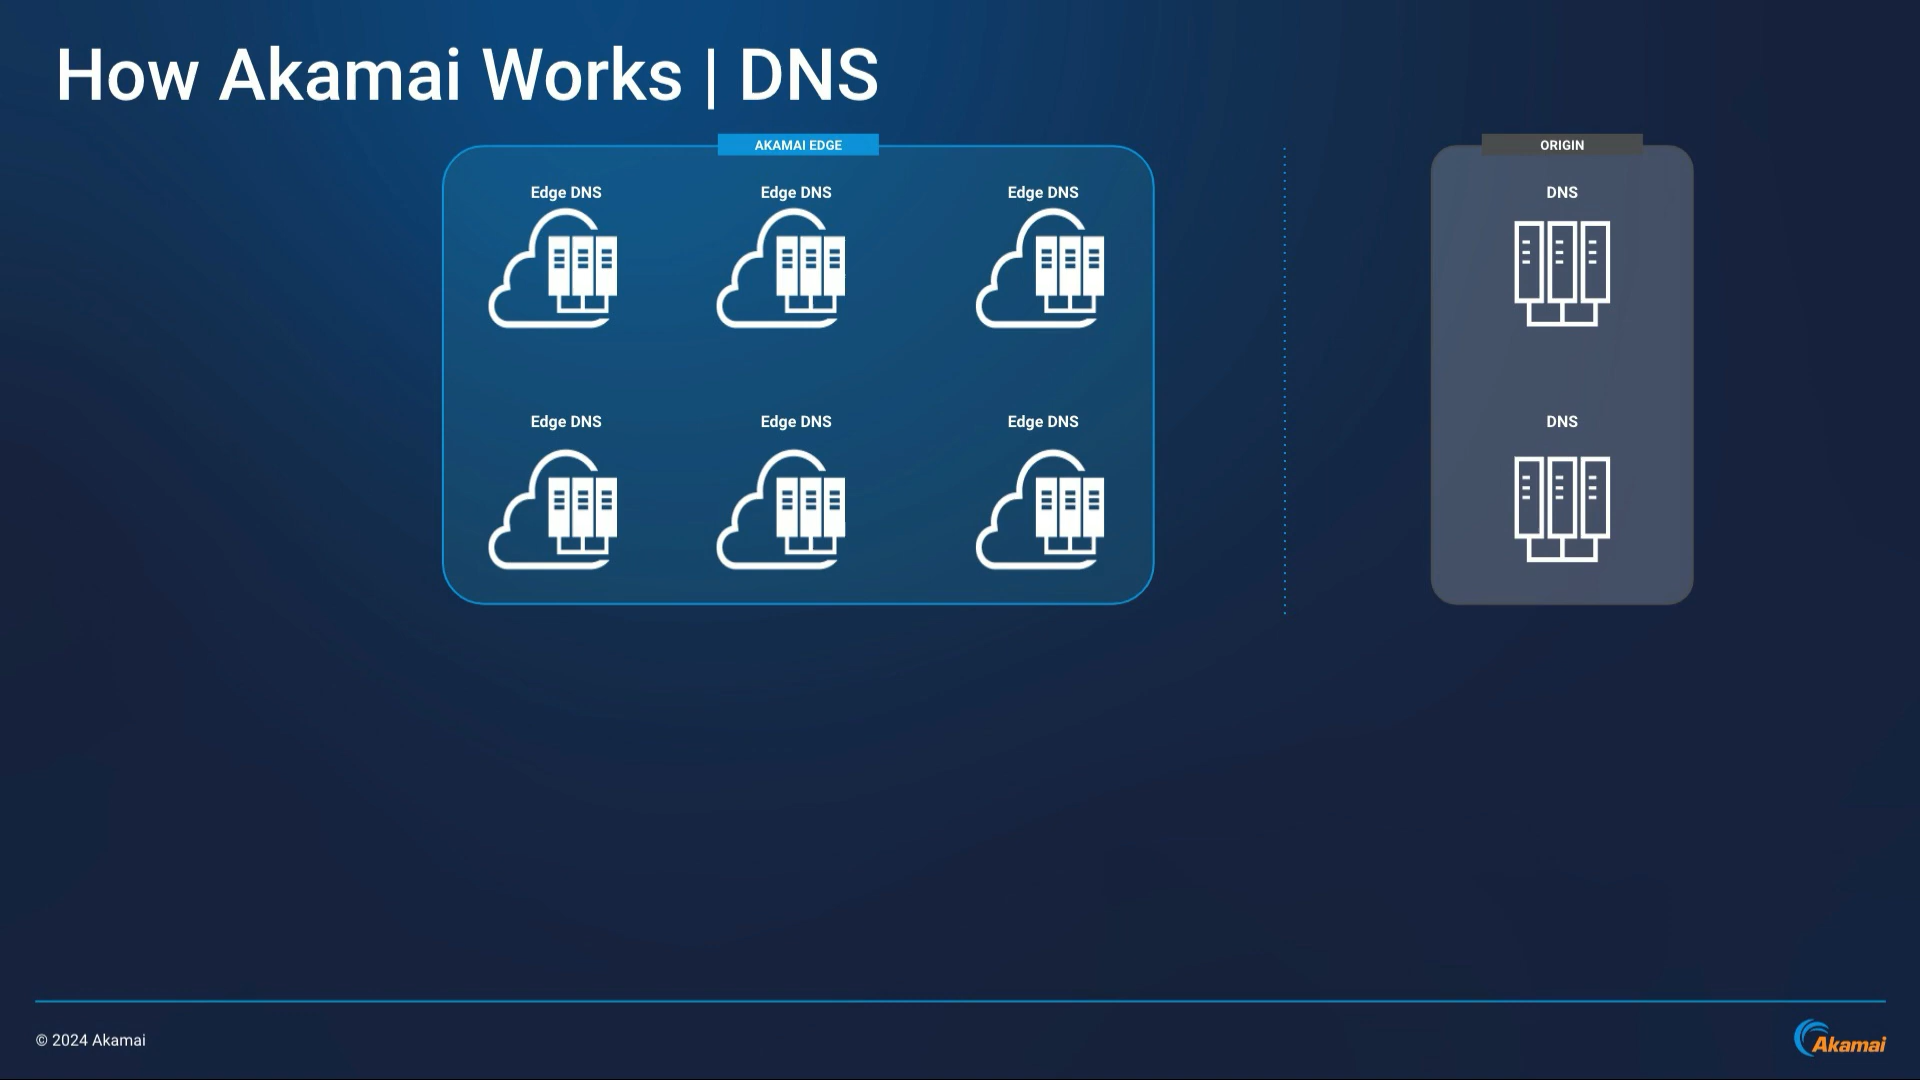 How Akamai Works | DNS
AKAMAI EDGE
ORIGIN
Edge DNS
Edge DNS
Edge DNS
DNS
Edge DNS
Edge DNS
Edge DNS
DNS
© 2024 Akamai
Akamai